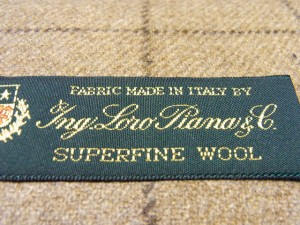 FABRIC MADE IN ITALY BY
Ing. Loro Piana & C.
SUPERFINE WOOL